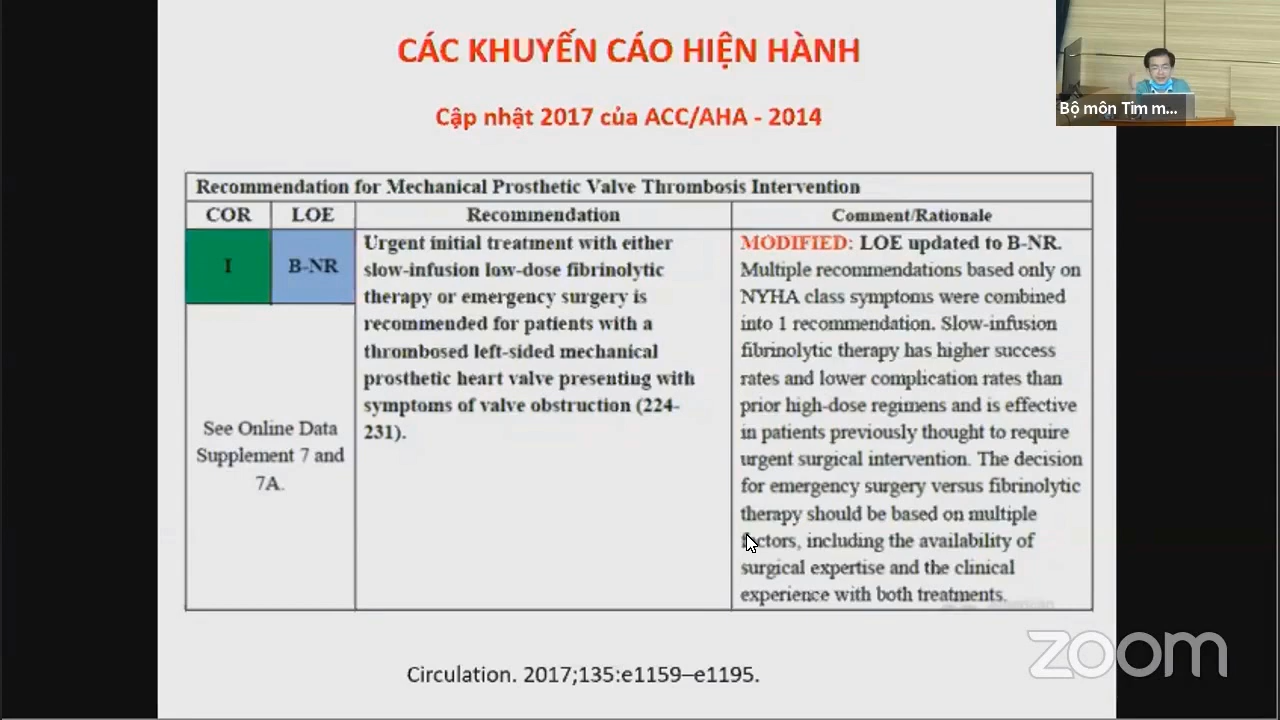 CÁC KHUYẾN CÁO HIỆN HÀNH
Bộ môn Tim m...
Cập nhật 2017 của ACC/AHA - 2014
Recommendation for Mechanical Prosthetic Valve Thrombosis Intervention
COR
LOE
Recommendation
Comment/Rationale
I
B-NR
See Online Data
Supplement 7 and
7A.
Urgent initial treatment with either
slow-infusion low-dose fibrinolytic
therapy or emergency surgery is
recommended for patients with a
thrombosed left-sided mechanical
prosthetic heart valve presenting with
symptoms of valve obstruction (224-
231).
MODIFIED: LOE updated to B-NR.
Multiple recommendations based only on
NYHA class symptoms were combined
into 1 recommendation. Slow-infusion
fibrinolytic therapy has higher success
rates and lower complication rates than
prior high-dose regimens and is effective
in patients previously thought to require
urgent surgical intervention. The decision
for emergency surgery versus fibrinolytic
therapy should be based on multiple
factors, including the availability of
surgical expertise and the clinical
experience with both treatments.
Circulation. 2017;135:e1159–e1195.
zoom